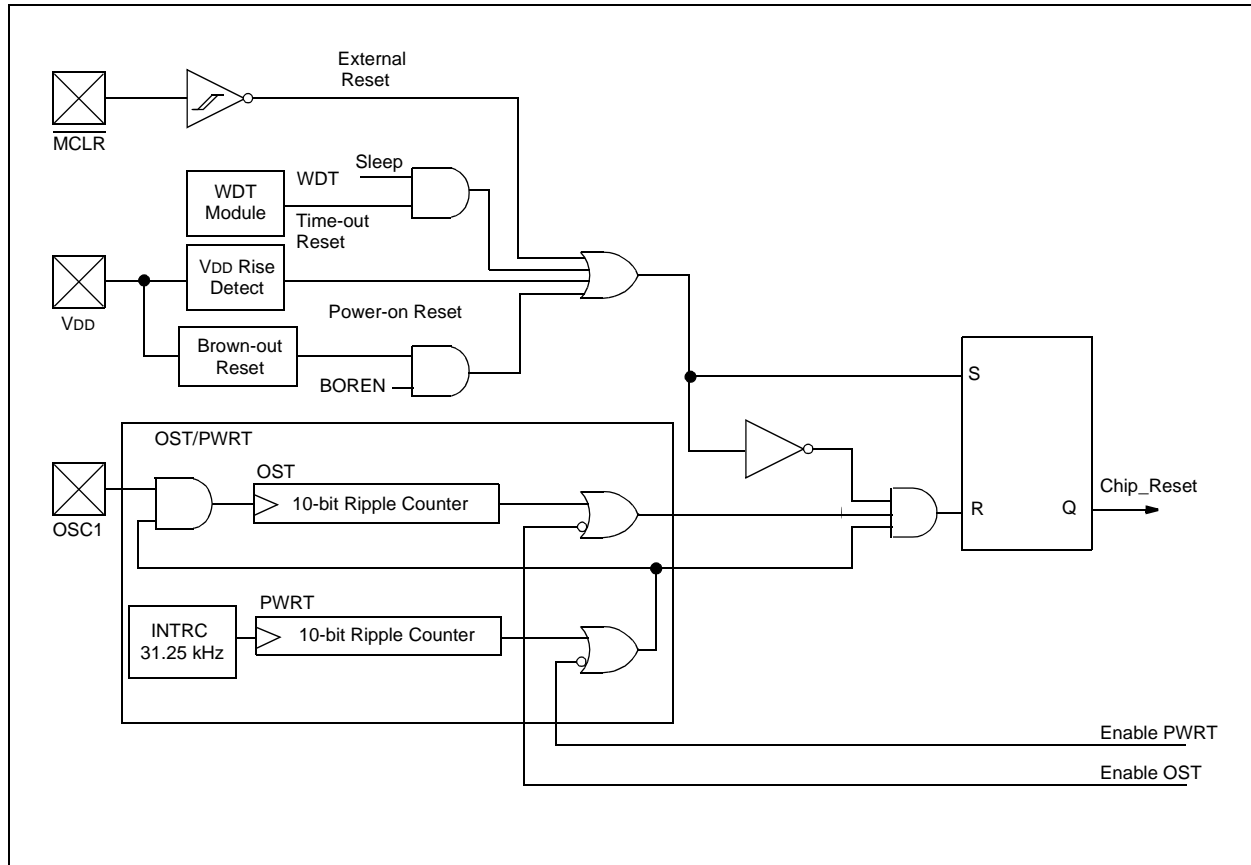 External
Reset
MCLR
Sleep
WDT
WDT
Module
Time-out
Reset
VDD Rise
Detect
VDD
Power-on Reset
Brown-out
Reset
BOREN
S
OST/PWRT
OST
10-bit Ripple Counter
OSC1
Chip_Reset
R
Q
PWRT
INTRC
31.25 kHz
10-bit Ripple Counter
Enable PWRT
Enable OST